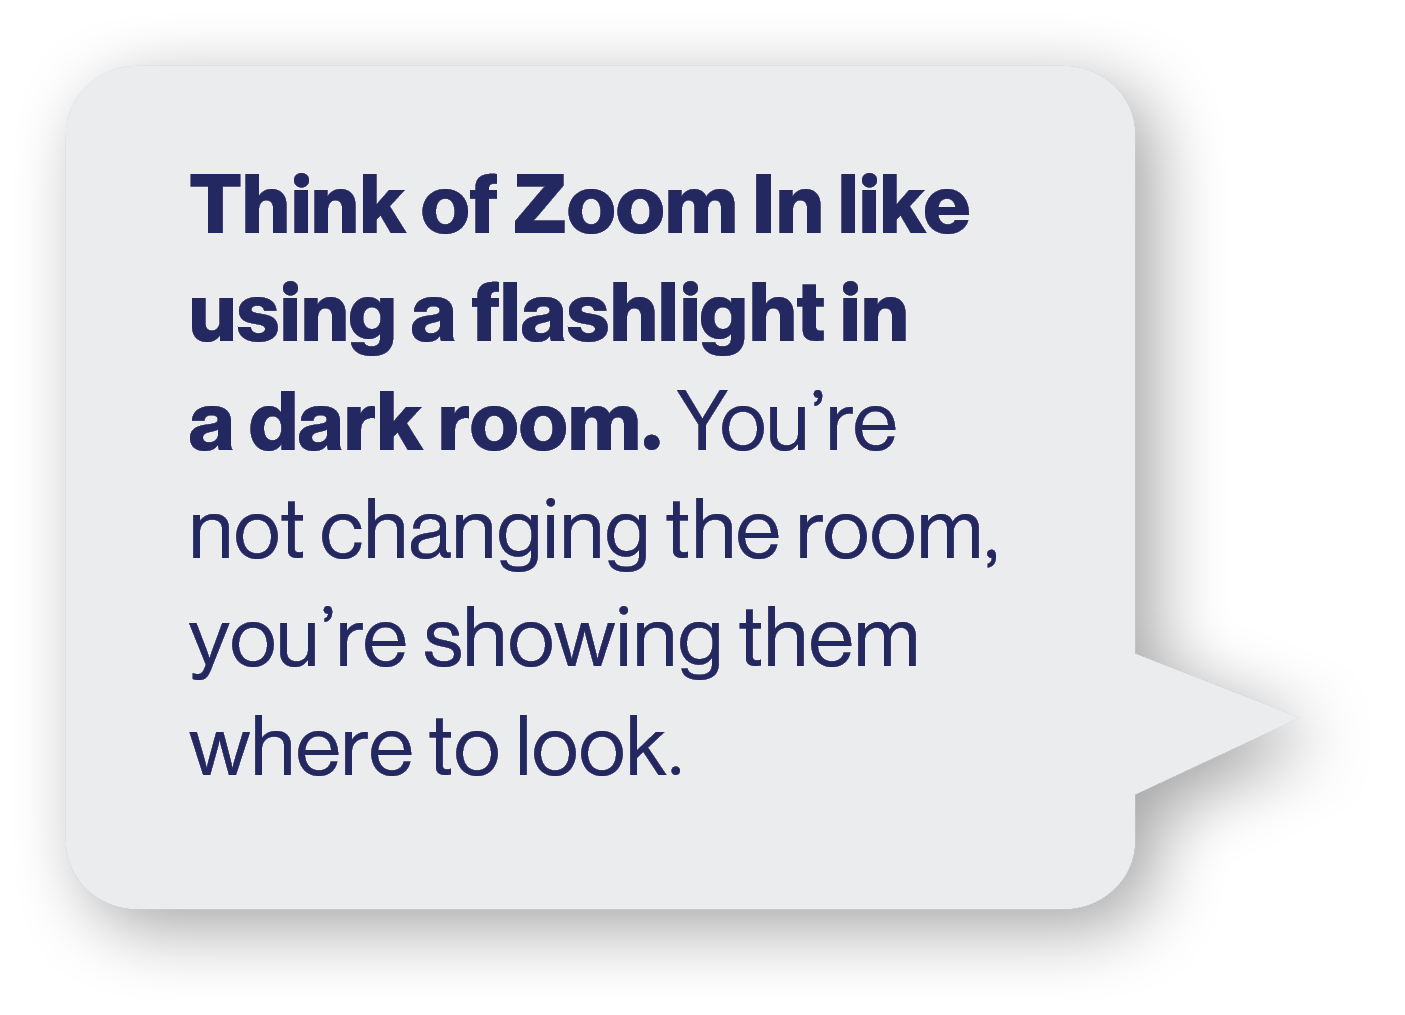 Think of Zoom In like
using a flashlight in
a dark room. You’re
not changing the room,
you’re showing them
where to look.